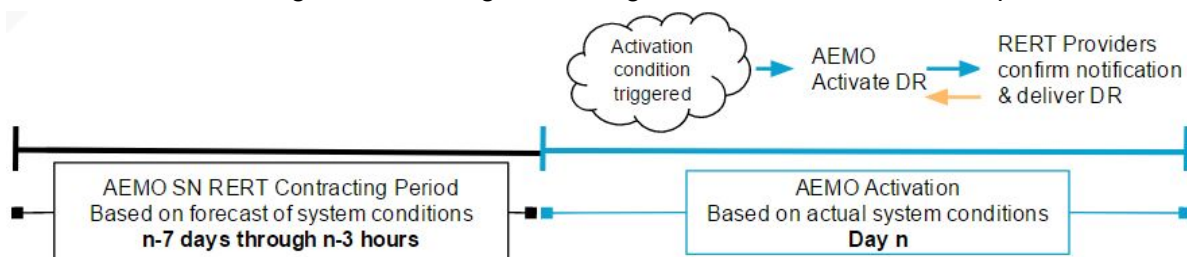 Activation
condition
triggered
AEMO
Activate DR
RERT Providers
confirm notification
& deliver DR
AEMO SN RERT Contracting Period
Based on forecast of system conditions
n-7 days through n-3 hours
AEMO Activation
Based on actual system conditions
Day n